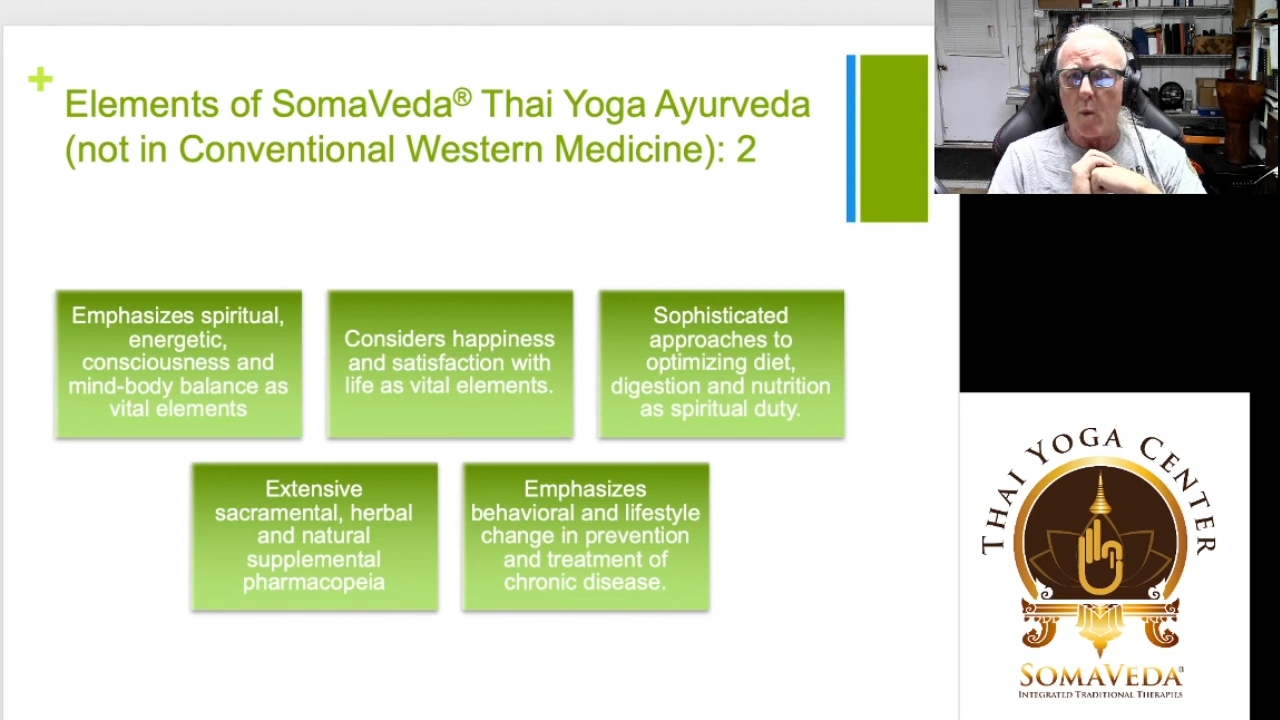 +
Elements of SomaVeda® Thai Yoga Ayurveda
(not in Conventional Western Medicine): 2
Emphasizes spiritual,
energetic,
consciousness and
mind-body balance as
vital elements
Considers happiness
and satisfaction with
life as vital elements.
Sophisticated
approaches to
optimizing diet,
digestion and nutrition
as spiritual duty.
Extensive
sacramental, herbal
and natural
supplemental
pharmacopeia
Emphasizes
behavioral and lifestyle
change in prevention
and treatment of
chronic disease.
THAI YOGA CENTER
SOMAVEDA®
INTEGRATED TRADITIONAL THERAPIES